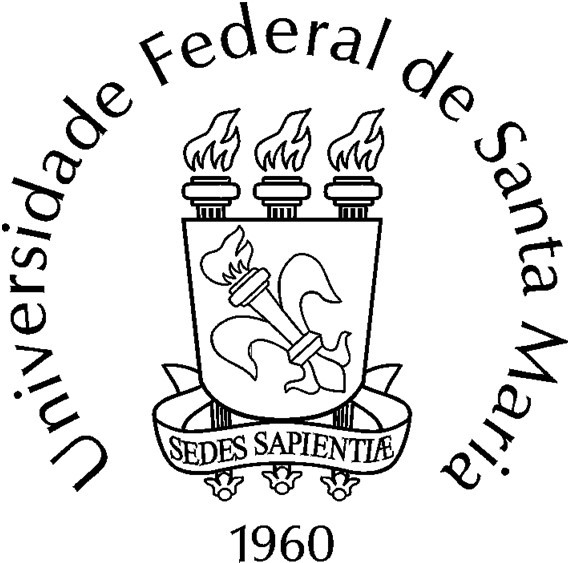 Universidade Federal de Santa Maria
SEDES SAPIENTIÆ
1960